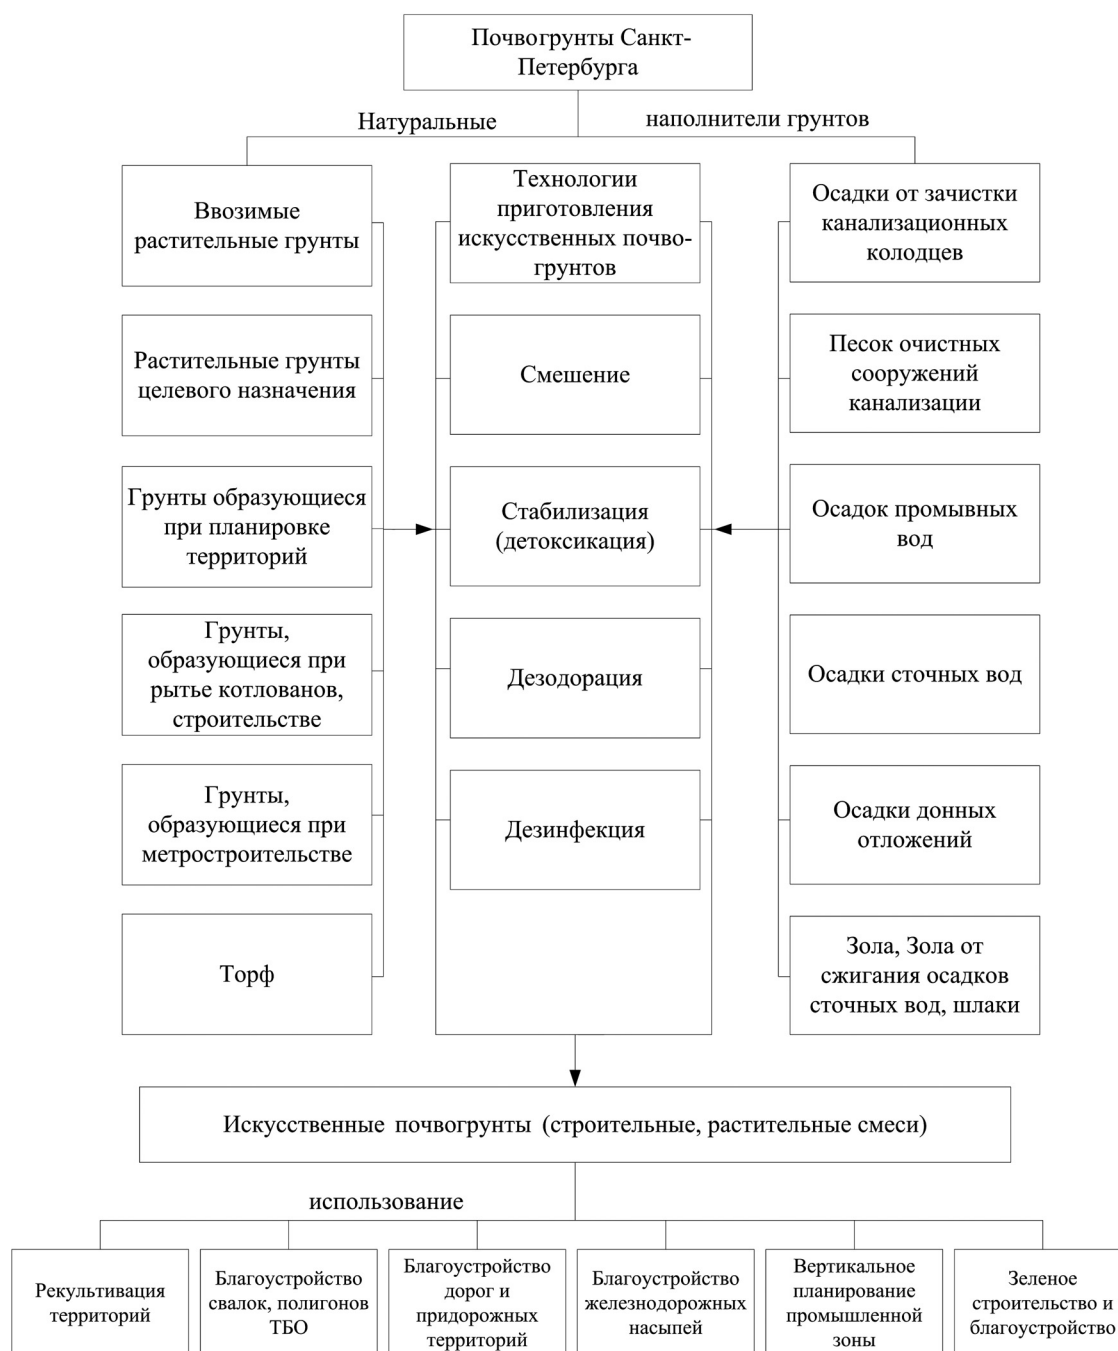 Почвогрунты Санкт-
Петербурга
Натуральные
наполнители грунтов
Ввозимые
растительные грунты
Растительные грунты
целевого назначения
Грунты образующиеся
при планировке
территорий
Грунты,
образующиеся при
рытье котлованов,
строительстве
Грунты,
образующиеся при
метростроительстве
Торф
Технологии
приготовления
искусственных почво-
грунтов
Смешение
Стабилизация
(детоксикация)
Дезодорация
Дезинфекция
Осадки от зачистки
канализационных
колодцев
Песок очистных
сооружений
канализации
Осадок промывных
вод
Осадки сточных вод
Осадки донных
отложений
Зола, Зола от
сжигания осадков
сточных вод, шлаки
Искусственные почвогрунты (строительные, растительные смеси)
использование
Рекультивация
территорий
Благоустройство
свалок, полигонов
ТБО
Благоустройство
дорог и
придорожных
территорий
Благоустройство
железнодорожных
насыпей
Вертикальное
планирование
промышленной
зоны
Зеленое
строительство и
благоустройство